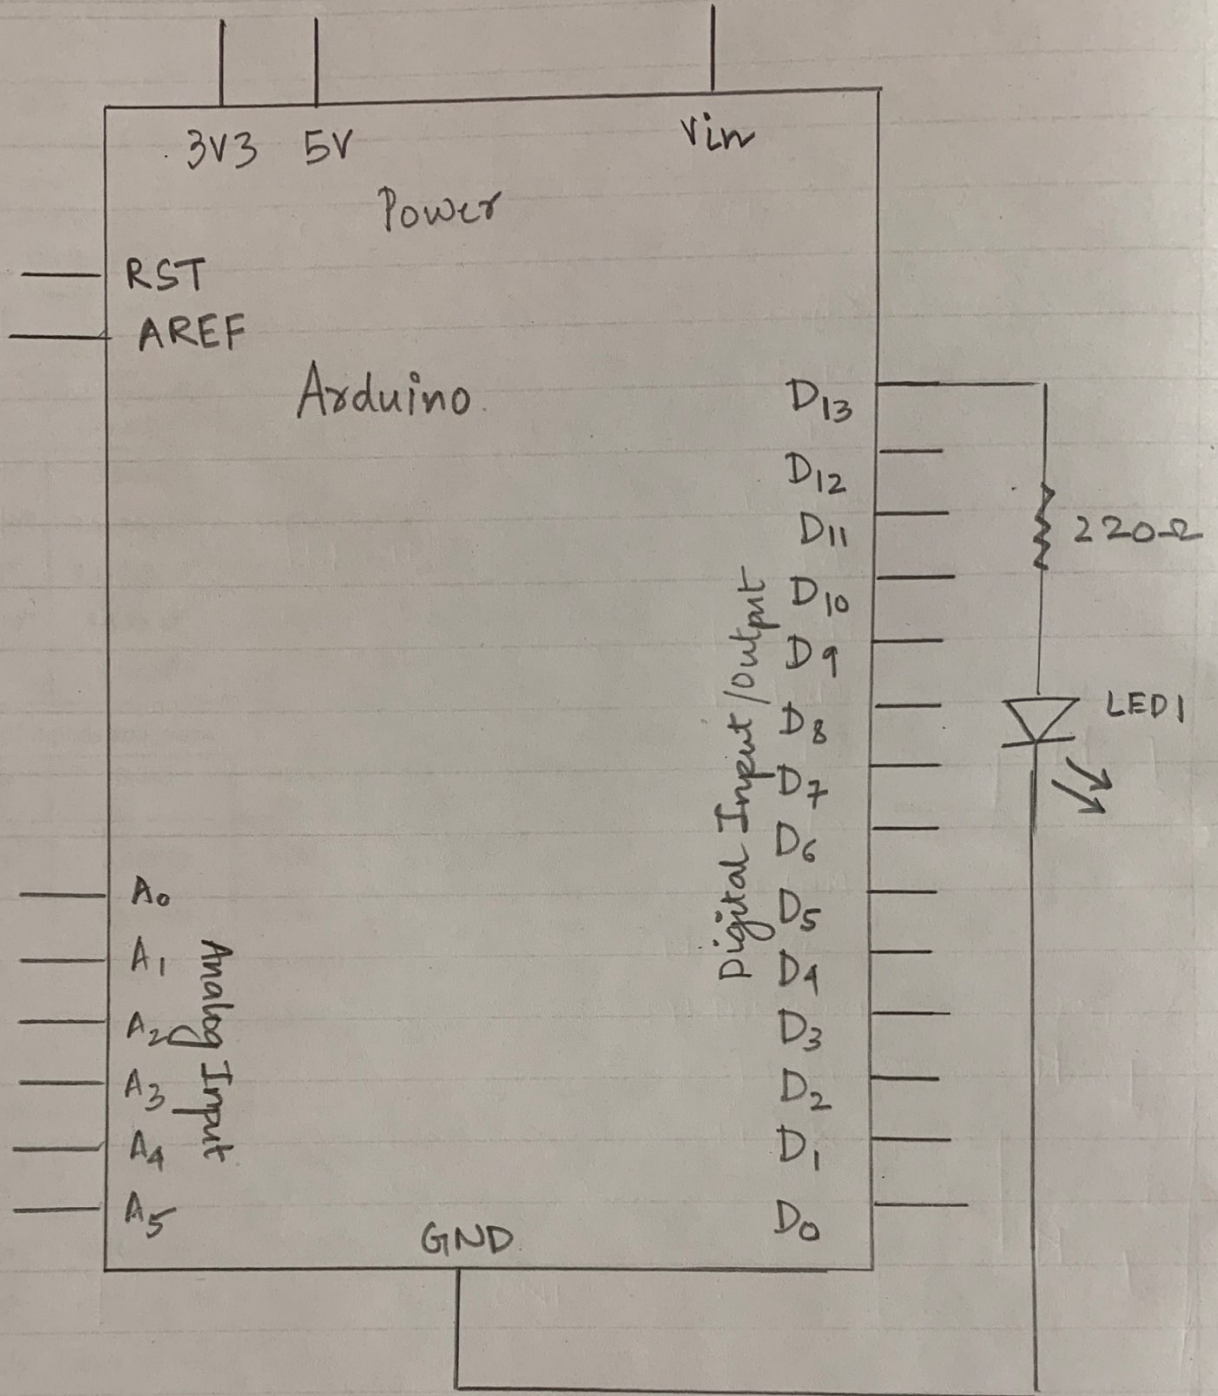 3V3 5V Vin
Power
RST
AREF
Arduino
D13
D12
D11
D10
D9
D8
D7
D6
D5
D4
D3
D2
D1
D0
Digital Input/Output
220Ω
LED1
A0
A1
A2
A3
A4
A5
Analog Input
GND